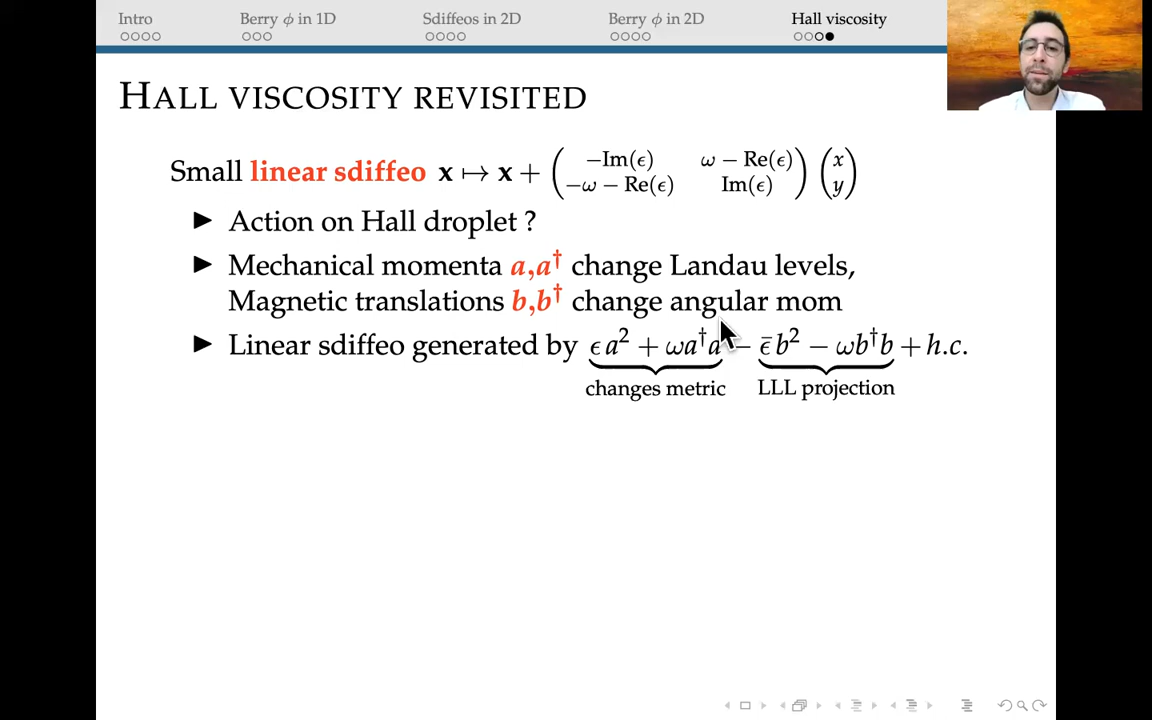 Intro Berry ϕ in 1D Sdiffeos in 2D Berry ϕ in 2D Hall viscosity
HALL VISCOSITY REVISITED
Small linear sdiffeo x ↦ x + ( −Im(ϵ) ω − Re(ϵ) ) ( x )
( −ω − Re(ϵ) Im(ϵ) ) ( y )
▶ Action on Hall droplet ?
▶ Mechanical momenta a,a† change Landau levels,
Magnetic translations b,b† change angular mom
▶ Linear sdiffeo generated by ϵa² + ωa†a − ϵ̄b² − ωb†b + h.c.
changes metric LLL projection